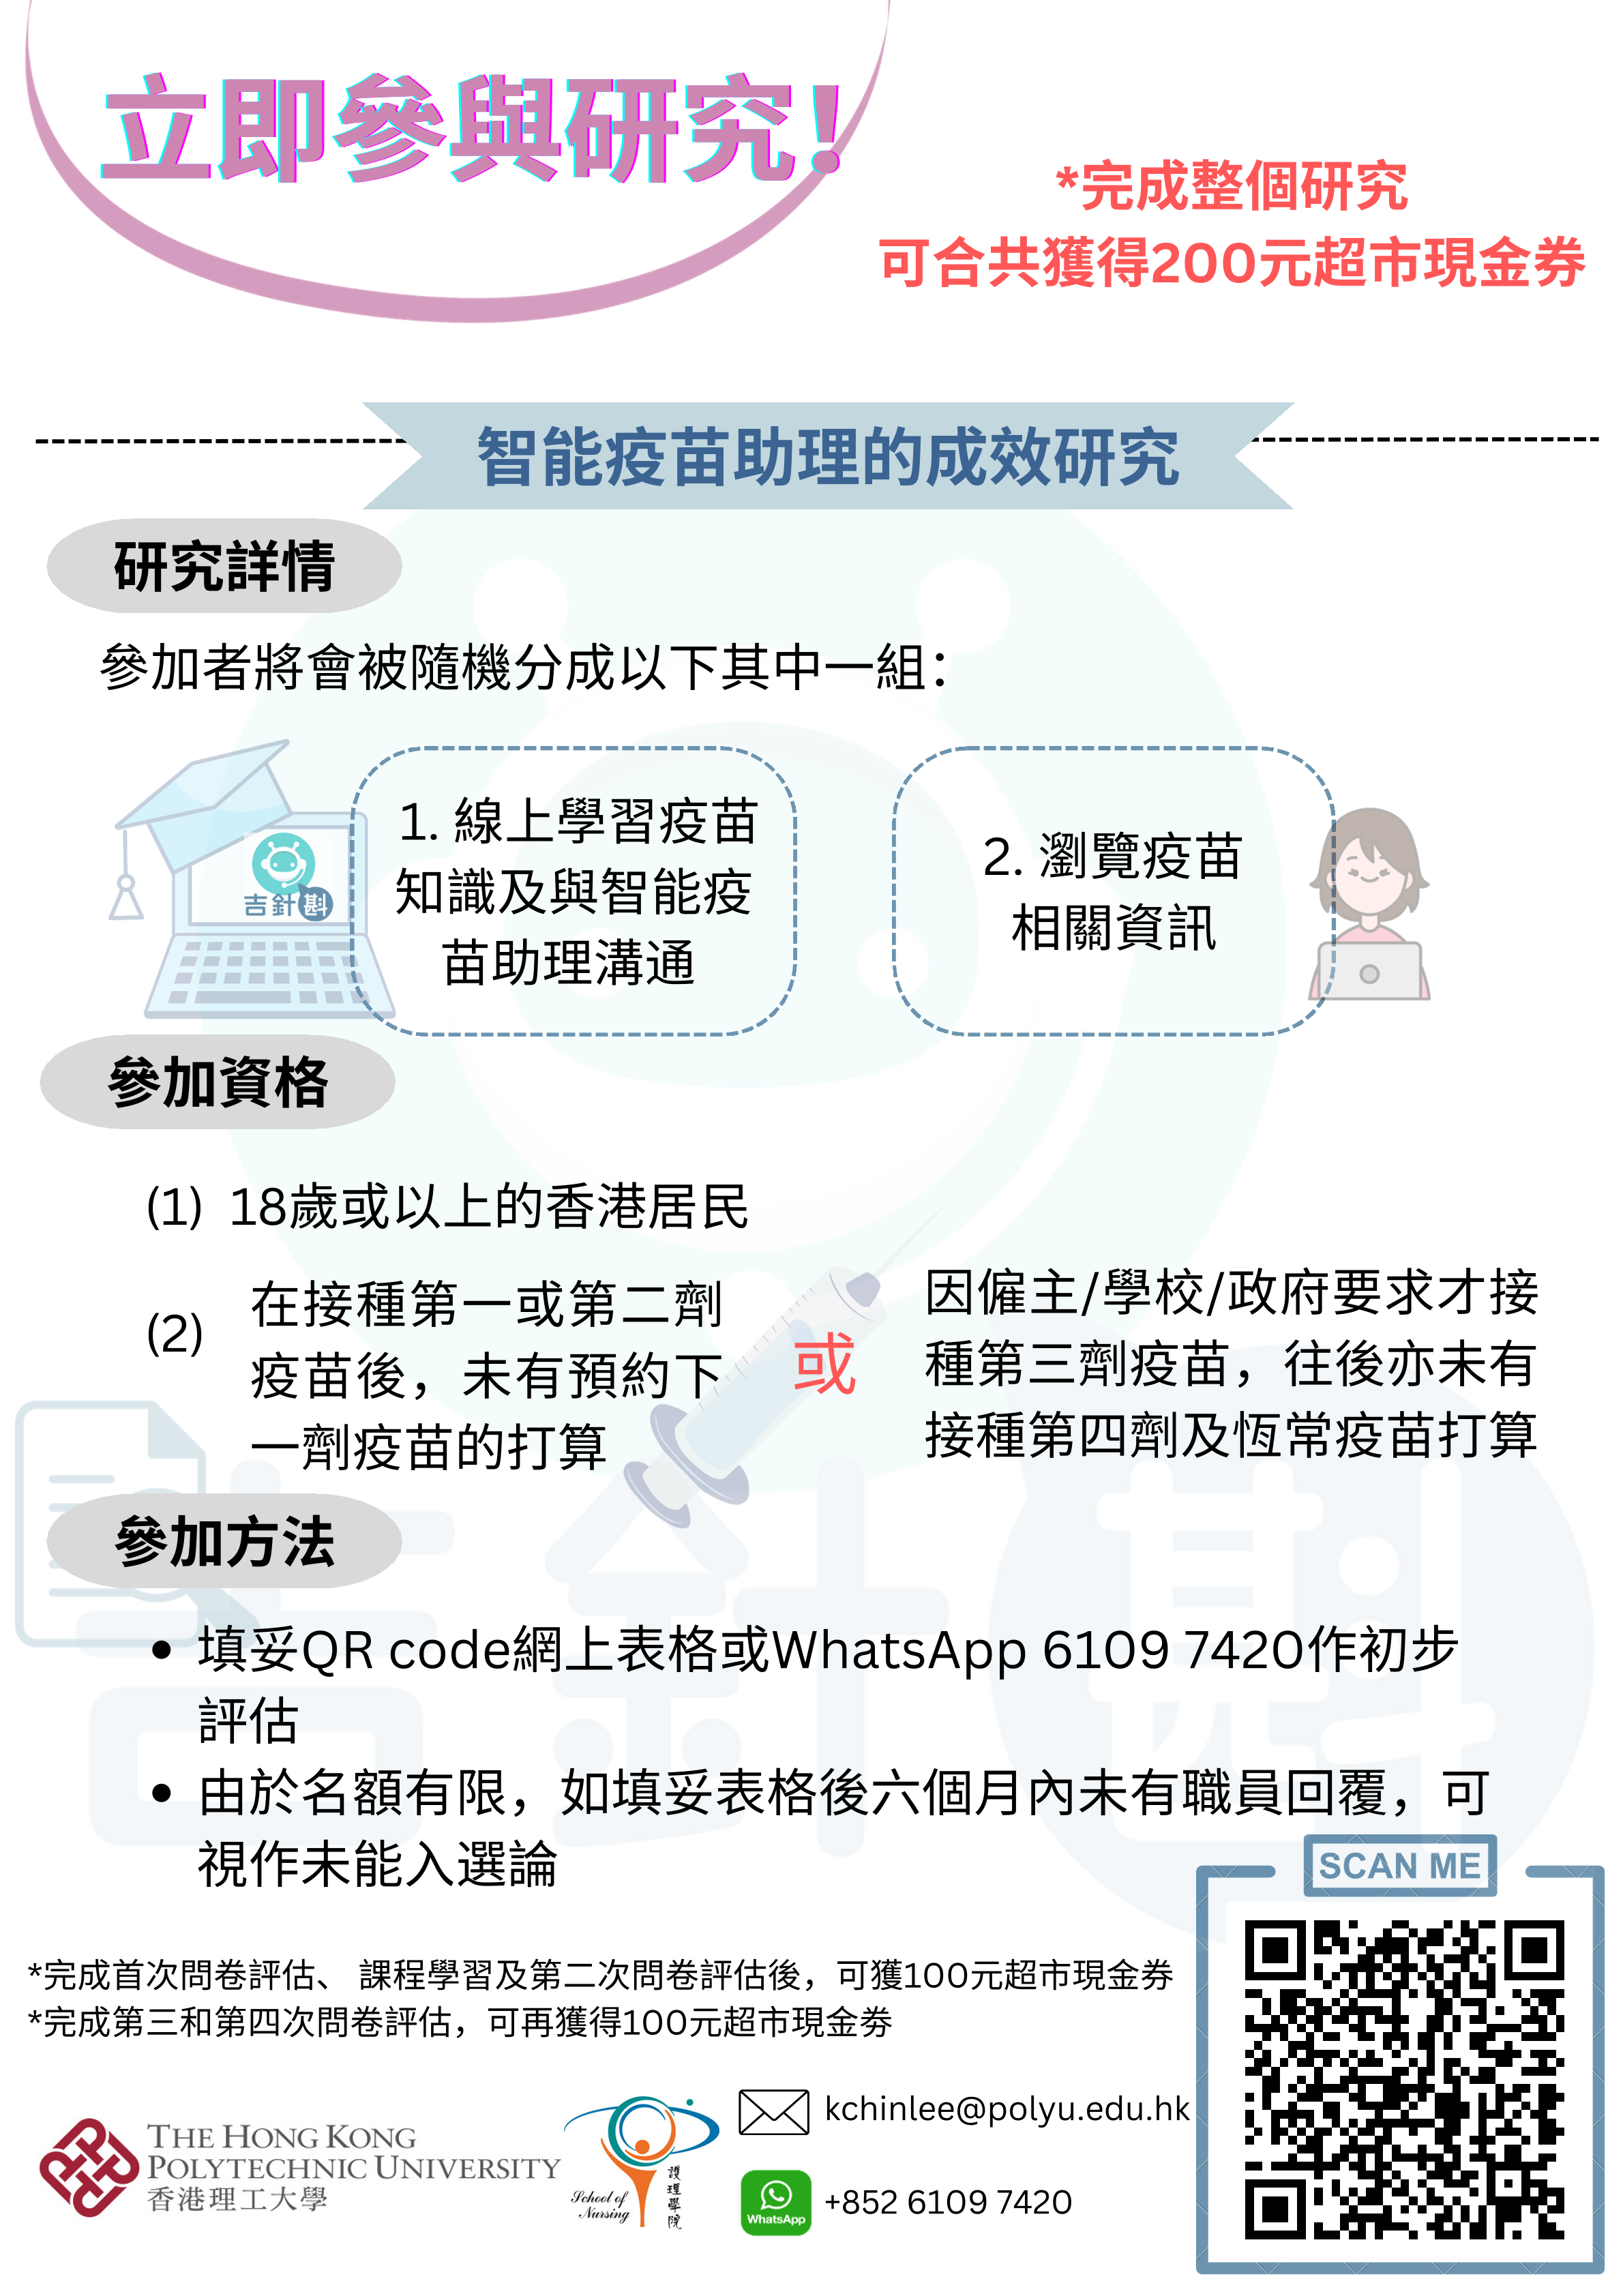 立即參與研究!
*完成整個研究
可合共獲得200元超市現金券
智能疫苗助理的成效研究
研究詳情
參加者將會被隨機分成以下其中一組：
吉針斟
1. 線上學習疫苗
知識及與智能疫
苗助理溝通
2. 瀏覽疫苗
相關資訊
參加資格
(1) 18歲或以上的香港居民
(2) 在接種第一或第二劑
疫苗後，未有預約下
一劑疫苗的打算
或
因僱主/學校/政府要求才接
種第三劑疫苗，往後亦未有
接種第四劑及恆常疫苗打算
吉針斟
參加方法
• 填妥QR code網上表格或WhatsApp 6109 7420作初步
評估
• 由於名額有限，如填妥表格後六個月內未有職員回覆，可
視作未能入選論
SCAN ME
*完成首次問卷評估、 課程學習及第二次問卷評估後，可獲100元超市現金券
*完成第三和第四次問卷評估，可再獲得100元超市現金券
THE HONG KONG
POLYTECHNIC UNIVERSITY
香港理工大學
School of
Nursing
護理學院
kchinlee@polyu.edu.hk
WhatsApp
+852 6109 7420